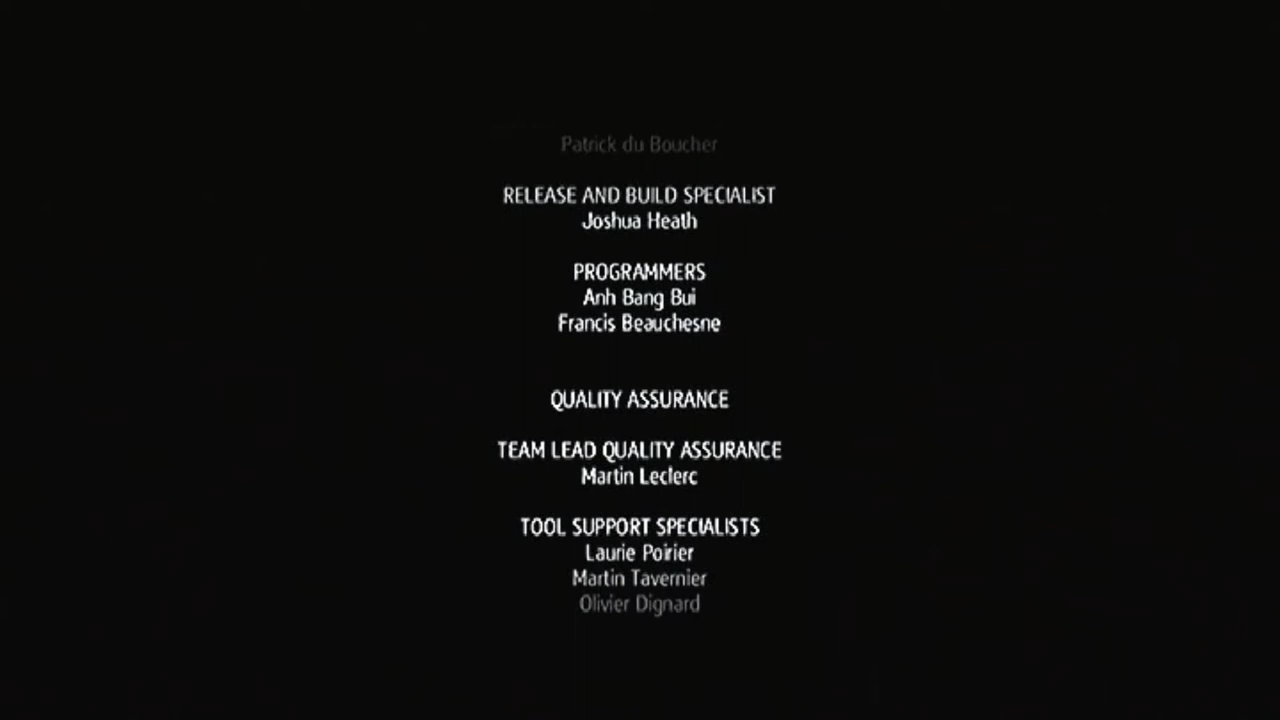 Patrick du Boucher
RELEASE AND BUILD SPECIALIST
Joshua Heath
PROGRAMMERS
Anh Bang Bui
Francis Beauchesne
QUALITY ASSURANCE
TEAM LEAD QUALITY ASSURANCE
Martin Leclerc
TOOL SUPPORT SPECIALISTS
Laurie Poirier
Martin Tavernier
Olivier Dignard